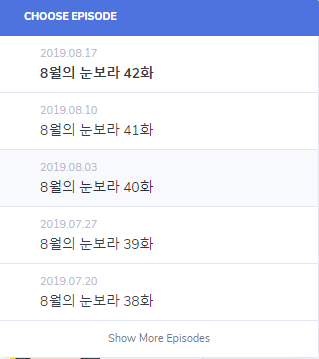 CHOOSE EPISODE
2019.08.17
8월의 눈보라 42화
2019.08.10
8월의 눈보라 41화
2019.08.03
8월의 눈보라 40화
2019.07.27
8월의 눈보라 39화
2019.07.20
8월의 눈보라 38화
Show More Episodes